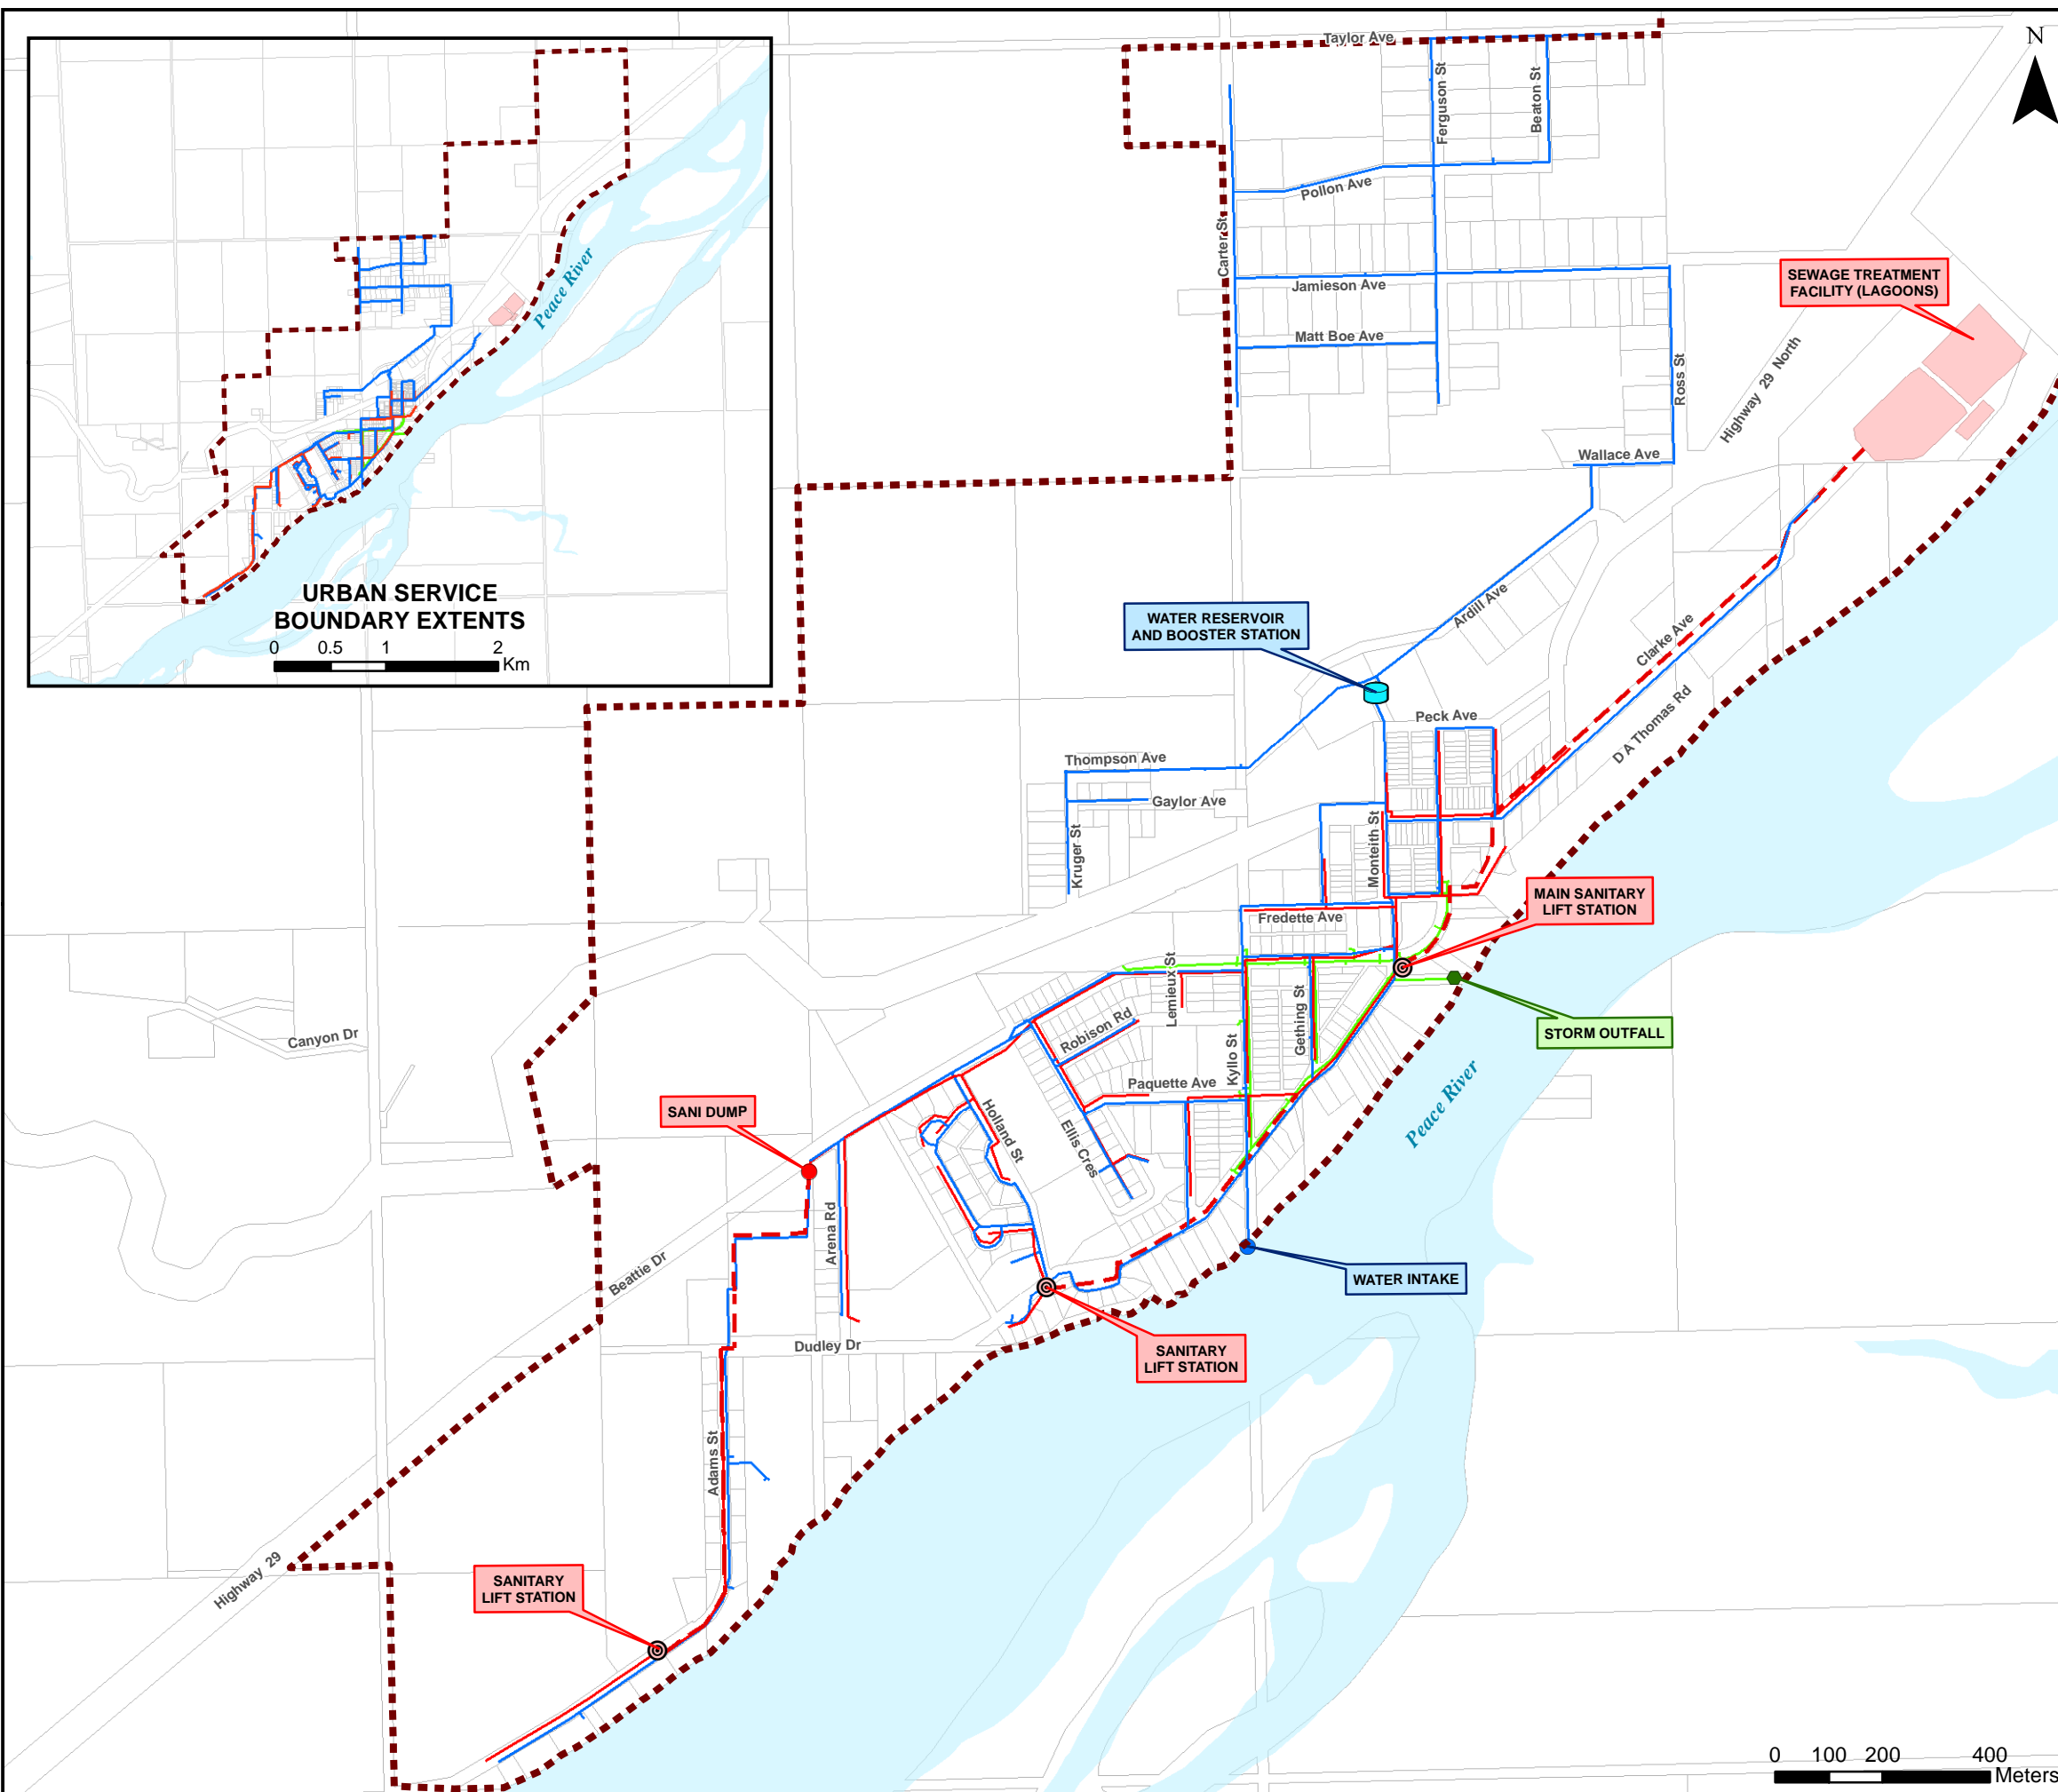 Taylor Ave
N
Ferguson St
Beaton St
Pollon Ave
Carter St
Jamieson Ave
SEWAGE TREATMENT
FACILITY (LAGOONS)
Peace River
Matt Boe Ave
Ross St
Highway 29 North
Wallace Ave
URBAN SERVICE
BOUNDARY EXTENTS
0 0.5 1 2
Km
WATER RESERVOIR
AND BOOSTER STATION
Ardill Ave
Clarke Ave
D A Thomas Rd
Peck Ave
Thompson Ave
Gaylor Ave
Kruger St
Monteith St
MAIN SANITARY
LIFT STATION
Fredette Ave
Lemieux St
Gething St
STORM OUTFALL
Canyon Dr
Robison Rd
Kyllo St
Paquette Ave
Peace River
SANI DUMP
Holland St
Ellis Cres
Arena Rd
Beattie Dr
WATER INTAKE
Dudley Dr
SANITARY
LIFT STATION
Adams St
Highway 29
SANITARY
LIFT STATION
0 100 200 400
Meters